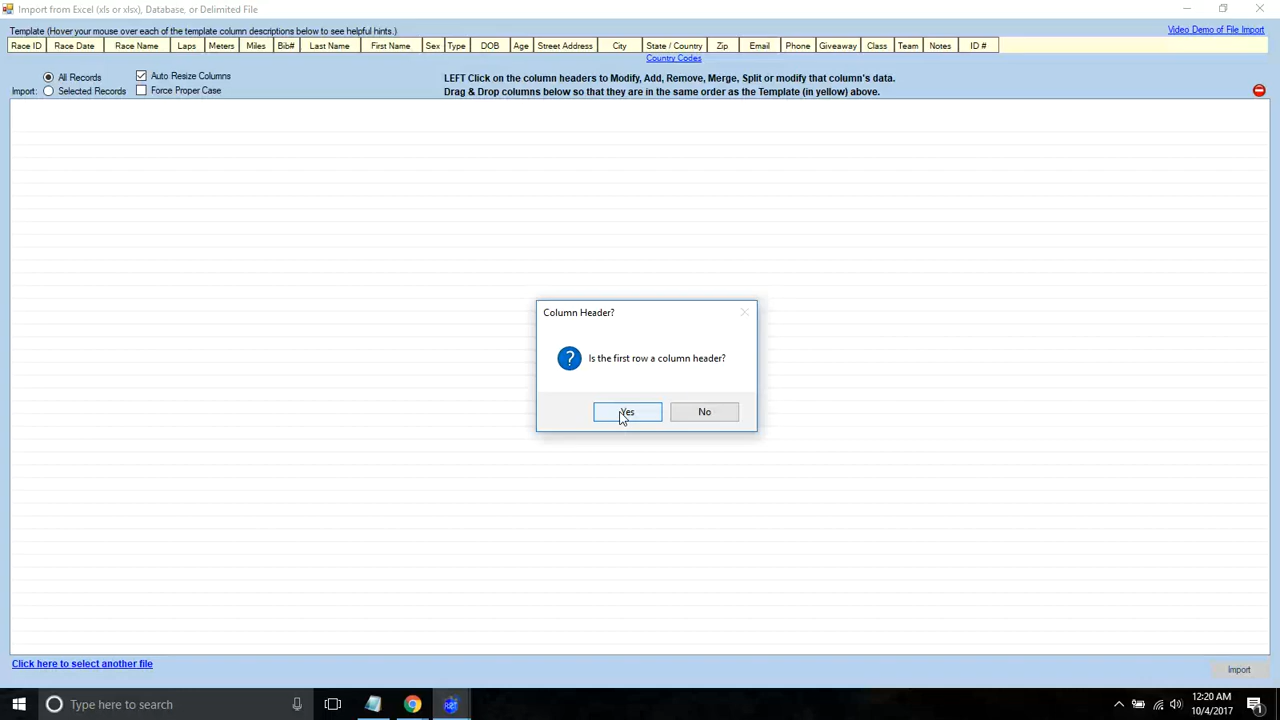 Import from Excel (xls or xlsx), Database, or Delimited File
Template (Hover your mouse over each of the template column descriptions below to see helpful hints.)
Video Demo of File Import
Race ID Race Date Race Name Laps Meters Miles Bib# Last Name First Name Sex Type DOB Age Street Address City State / Country Zip Email Phone Giveaway Class Team Notes ID #
Country Codes
Import:
All Records
Selected Records
Auto Resize Columns
Force Proper Case
LEFT Click on the column headers to Modify, Add, Remove, Merge, Split or modify that column's data.
Drag & Drop columns below so that they are in the same order as the Template (in yellow) above.
Column Header?
Is the first row a column header?
Yes No
Click here to select another file
Import
Type here to search
12:20 AM
10/4/2017
1